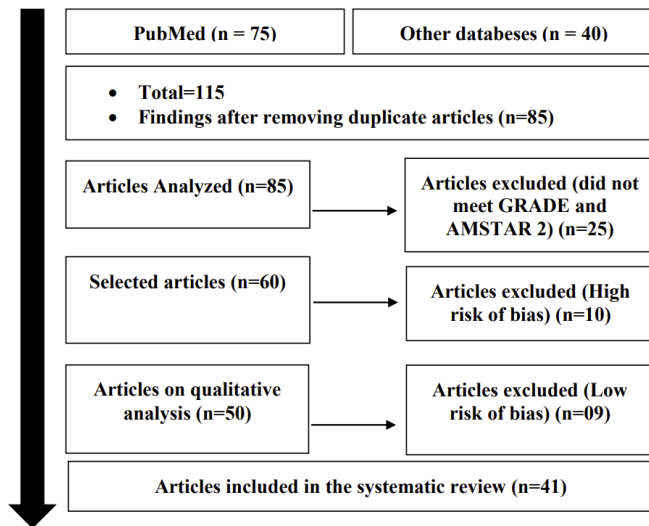 PubMed (n = 75)
Other databeses (n = 40)
• Total=115
• Findings after removing duplicate articles (n=85)
Articles Analyzed (n=85)
Articles excluded (did not
meet GRADE and
AMSTAR 2) (n=25)
Selected articles (n=60)
Articles excluded (High
risk of bias) (n=10)
Articles on qualitative
analysis (n=50)
Articles excluded (Low
risk of bias) (n=09)
Articles included in the systematic review (n=41)